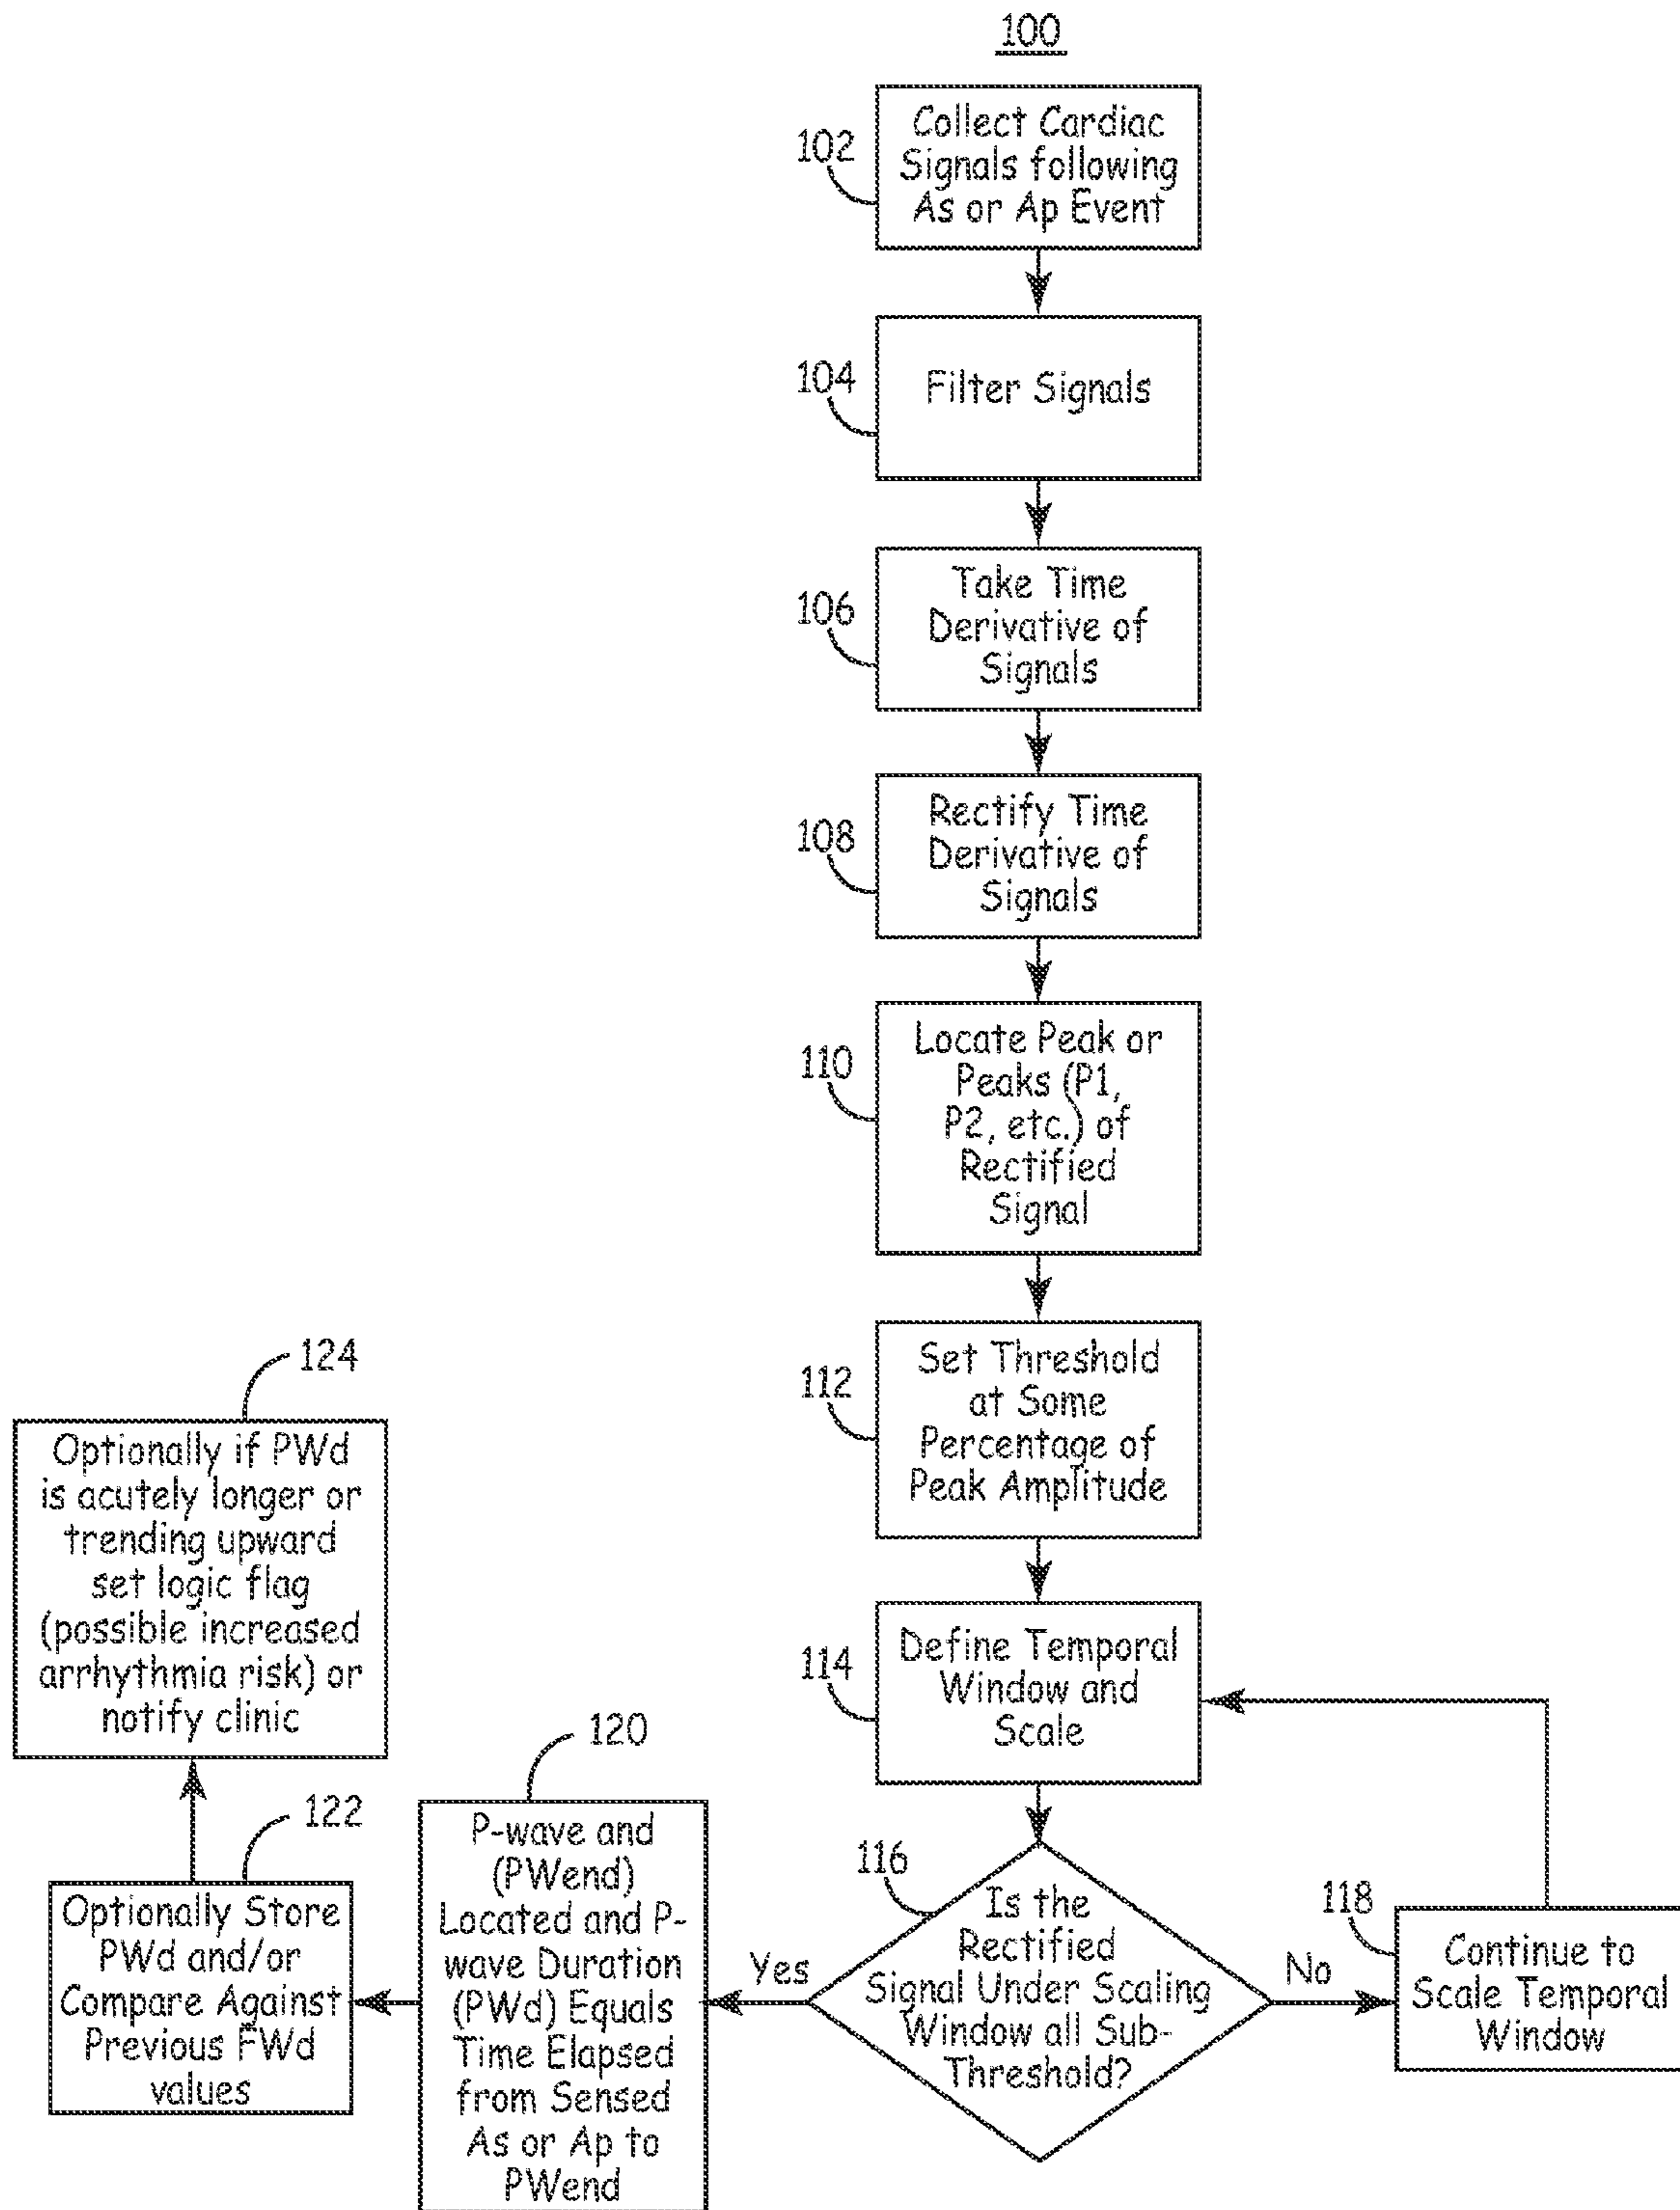 100
102
Collect Cardiac
Signals following
As or Ap Event
104
Filter Signals
106
Take Time
Derivative of
Signals
108
Rectify Time
Derivative of
Signals
110
Locate Peak or
Peaks (P1,
P2, etc.) of
Rectified
Signal
112
Set Threshold
at Some
Percentage of
Peak Amplitude
114
Define Temporal
Window and
Scale
116
Is the
Rectified
Signal Under Scaling
Window all Sub-
Threshold?
No
118
Continue to
Scale Temporal
Window
Yes
120
P-wave and
(PWend)
Located and P-
wave Duration
(PWd) Equals
Time Elapsed
from Sensed
As or Ap to
PWend
122
Optionally Store
PWd and/or
Compare Against
Previous FWd
values
124
Optionally if PWd
is acutely longer or
trending upward
set logic flag
(possible increased
arrhythmia risk) or
notify clinic